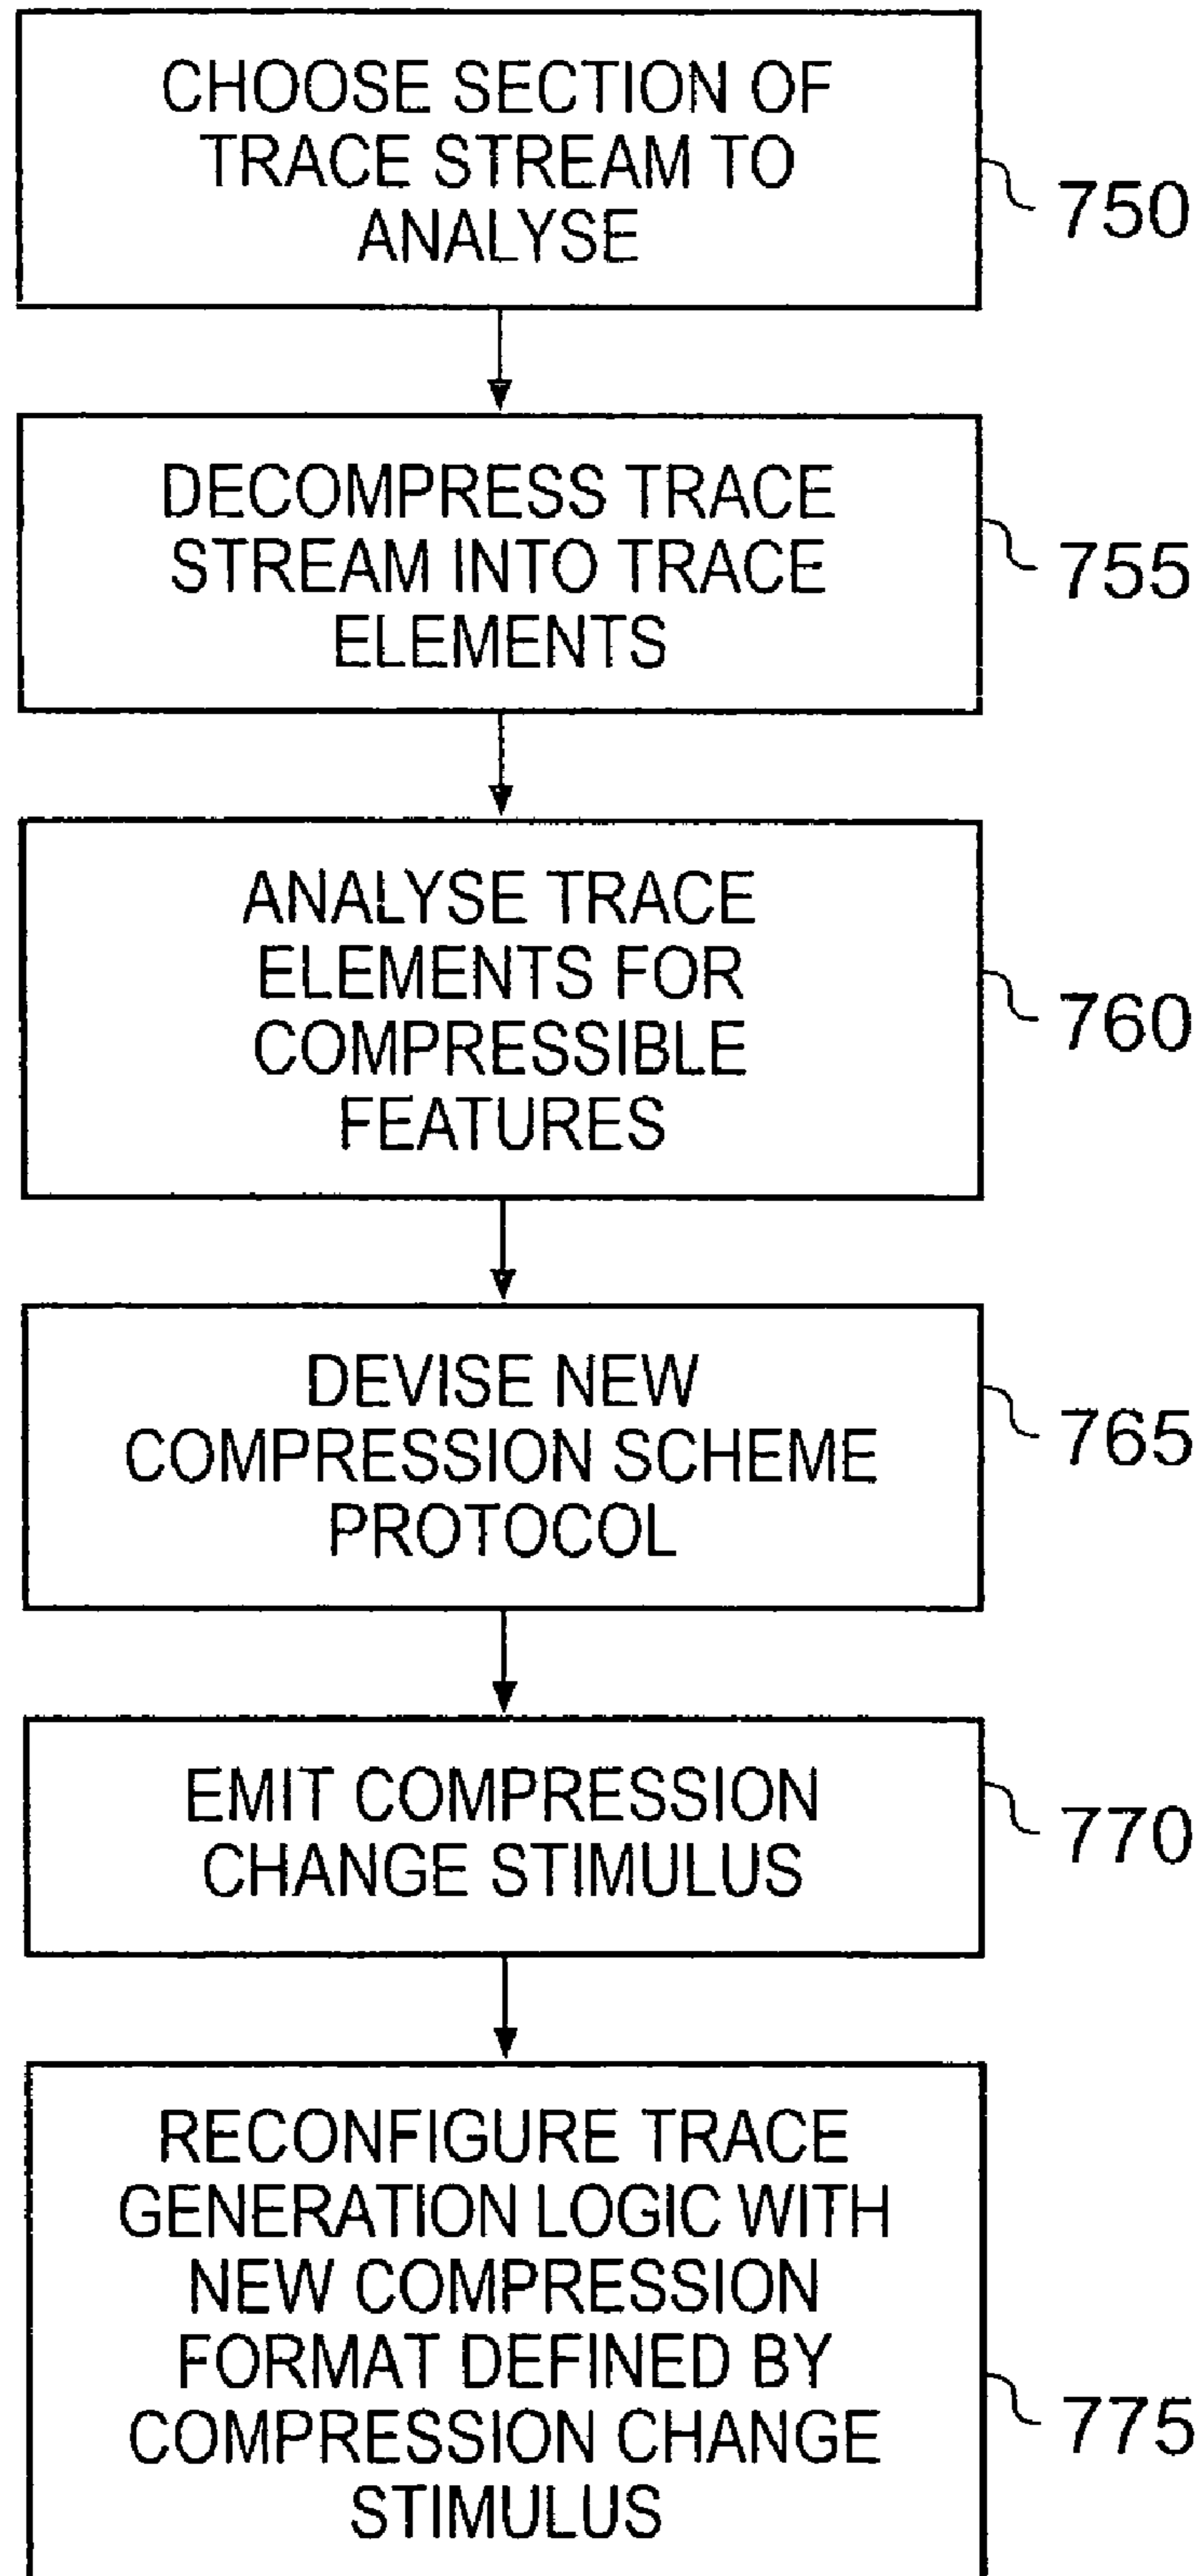 CHOOSE SECTION OF
TRACE STREAM TO
ANALYSE
750
DECOMPRESS TRACE
STREAM INTO TRACE
ELEMENTS
755
ANALYSE TRACE
ELEMENTS FOR
COMPRESSIBLE
FEATURES
760
DEVISE NEW
COMPRESSION SCHEME
PROTOCOL
765
EMIT COMPRESSION
CHANGE STIMULUS
770
RECONFIGURE TRACE
GENERATION LOGIC WITH
NEW COMPRESSION
FORMAT DEFINED BY
COMPRESSION CHANGE
STIMULUS
775